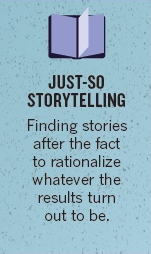 JUST-SO
STORYTELLING
Finding stories
after the fact
to rationalize
whatever the
results turn
out to be.